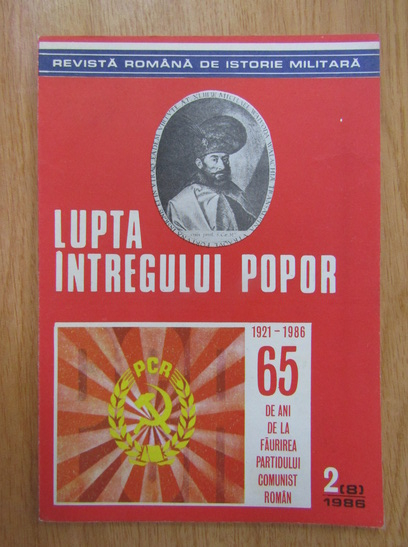 REVISTĂ ROMÂNĂ DE ISTORIE MILITARĂ
LUPTA
ÎNTREGULUI POPOR
PCR
1921 - 1986
65
DE ANI
DE LA
FĂURIREA
PARTIDULUI
COMUNIST
ROMÂN
2(8)
1986